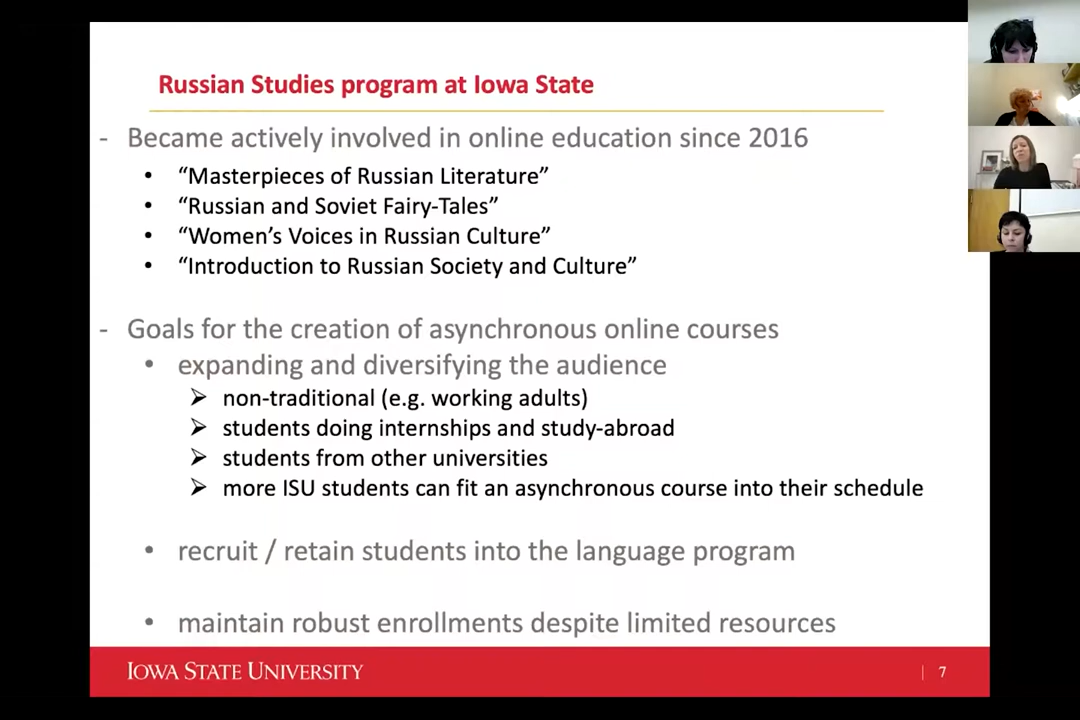 Russian Studies program at Iowa State
- Became actively involved in online education since 2016
• “Masterpieces of Russian Literature”
• “Russian and Soviet Fairy-Tales”
• “Women’s Voices in Russian Culture”
• “Introduction to Russian Society and Culture”
- Goals for the creation of asynchronous online courses
• expanding and diversifying the audience
➢ non-traditional (e.g. working adults)
➢ students doing internships and study-abroad
➢ students from other universities
➢ more ISU students can fit an asynchronous course into their schedule
• recruit / retain students into the language program
• maintain robust enrollments despite limited resources
IOWA STATE UNIVERSITY | 7